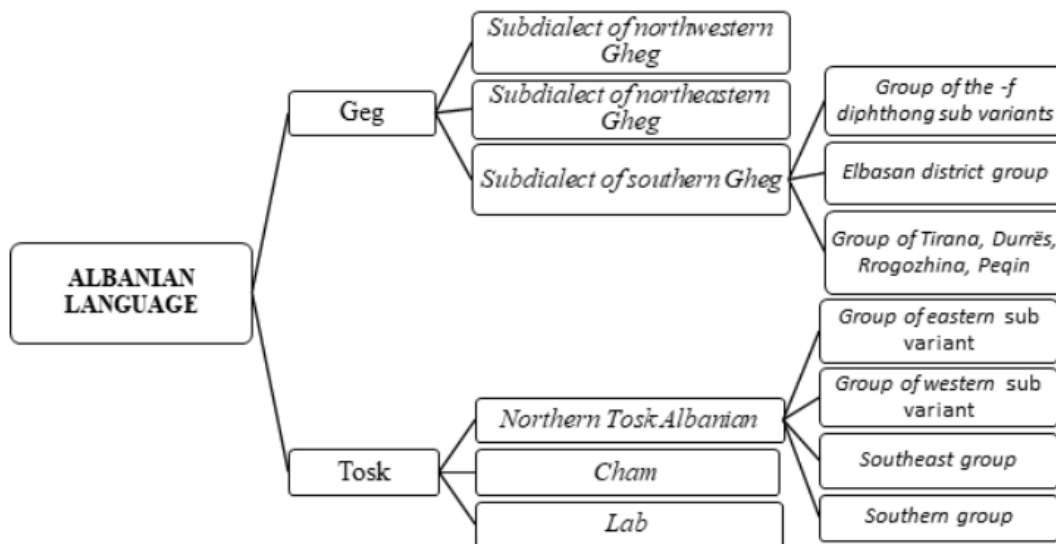 Subdialect of northwestern
Gheg
Geg
Subdialect of northeastern
Gheg
Subdialect of southern Gheg
Group of the -f
diphthong sub variants
Elbasan district group
Group of Tirana, Durrës,
Rrogozhina, Peqin
ALBANIAN
LANGUAGE
Tosk
Northern Tosk Albanian
Cham
Lab
Group of eastern sub
variant
Group of western sub
variant
Southeast group
Southern group